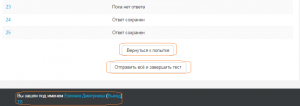 23 Пока нет ответа
24 Ответ сохранен
25 Ответ сохранен
Вернуться к попытке
Отправить всё и завершить тест
Вы зашли под именем